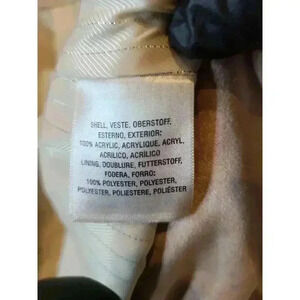 SHELL, VESTE, OBERSTOFF,
ESTERNO, EXTERIOR:
100% ACRYLIC, ACRYLIQUE, ACRYL,
ACRILICO, ACRÍLICO
LINING, DOUBLURE, FUTTERSTOFF,
FODERA, FORRO:
100% POLYESTER, POLYESTER,
POLYESTER, POLIESTERE, POLIÉSTER